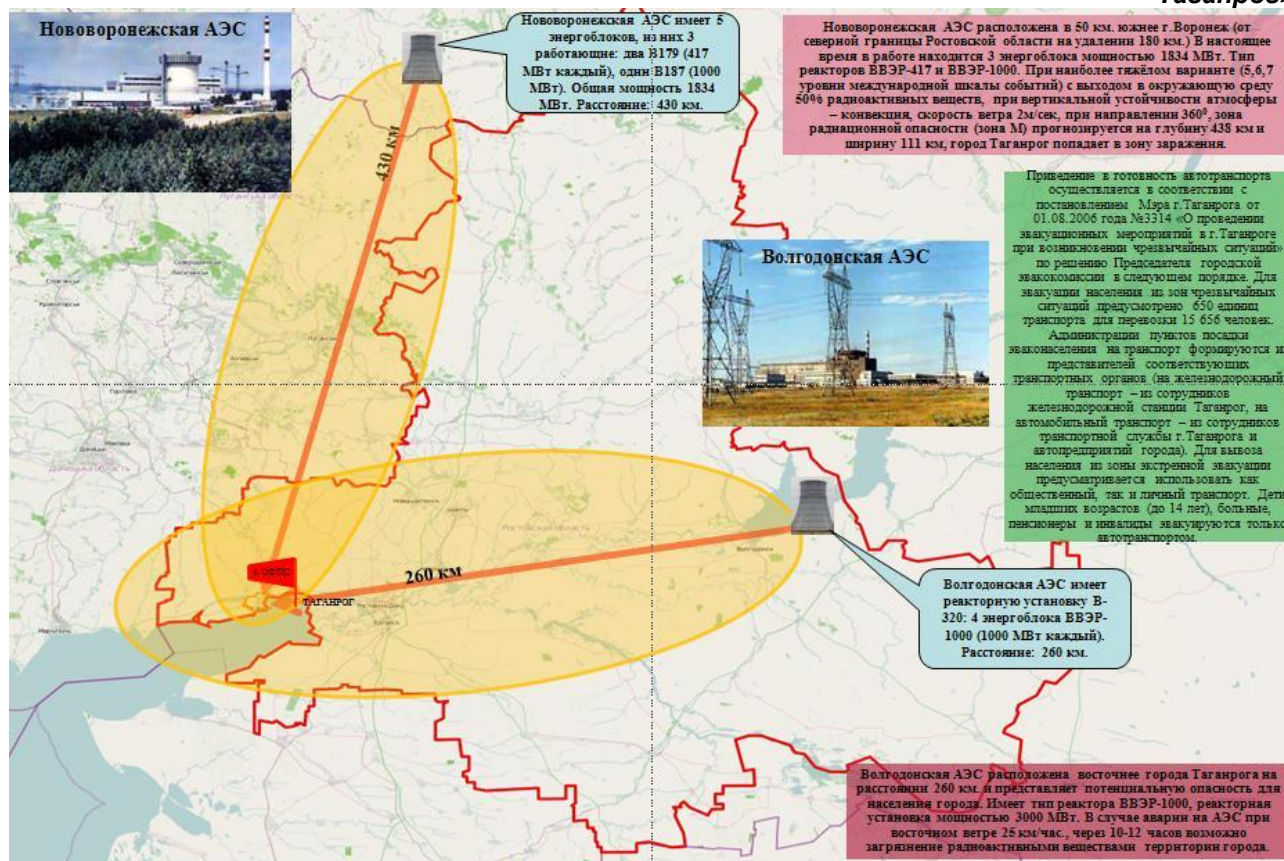 Таганрога
Нововоронежская АЭС
Нововоронежская АЭС имеет 5
энергоблоков, из них 3
работающие: два В179 (417
МВт каждый), один В187 (1000
МВт). Общая мощность 1834
МВт. Расстояние: 430 км.
Нововоронежская АЭС расположена в 50 км. южнее г.Воронеж (от
северной границы Ростовской области на удалении 180 км.) В настоящее
время в работе находится 3 энергоблока мощностью 1834 МВт. Тип
реакторов ВВЭР-417 и ВВЭР-1000. При наиболее тяжёлом варианте (5,6,7
уровни международной шкалы событий) с выходом в окружающую среду
50% радиоактивных веществ, при вертикальной устойчивости атмосферы
– конвекция, скорость ветра 2м/сек, при направлении 360⁰, зона
радиационной опасности (зона М) прогнозируется на глубину 438 км и
ширину 111 км, город Таганрог попадает в зону заражения.
430 км
Приведение в готовность автотранспорта
осуществляется в соответствии с
постановлением Мэра г.Таганрога от
01.08.2006 года №3314 «О проведении
эвакуационных мероприятий в г.Таганроге
при возникновении чрезвычайных ситуаций»
по решению Председателя городской
эвакокомиссии в следующем порядке. Для
эвакуации населения из зон чрезвычайных
ситуаций предусмотрено 650 единиц
транспорта для перевозки 15 656 человек.
Администрации пунктов посадки
эваконаселения на транспорт формируются из
представителей соответствующих
транспортных органов (на железнодорожный
транспорт – из сотрудников
железнодорожной станции Таганрог, на
автомобильный транспорт – из сотрудников
транспортной службы г.Таганрога и
автопредприятий города). Для вывоза
населения из зоны экстренной эвакуации
предусматривается использовать как
общественный, так и личный транспорт. Дети
младших возрастов (до 14 лет), больные,
пенсионеры и инвалиды эвакуируются только
автотранспортом.
Волгодонская АЭС
Ростовская область
Волгодонск
260 км
ТАГАНРОГ
Волгодонская АЭС имеет
реакторную установку В-
320: 4 энергоблока ВВЭР-
1000 (1000 МВт каждый).
Расстояние: 260 км.
Волгодонская АЭС расположена восточнее города Таганрога на
расстоянии 260 км. и представляет потенциальную опасность для
населения города. Имеет тип реактора ВВЭР-1000, реакторная
установка мощностью 3000 МВт. В случае аварии на АЭС при
восточном ветре 25 км/час., через 10-12 часов возможно
загрязнение радиоактивными веществами территории города.